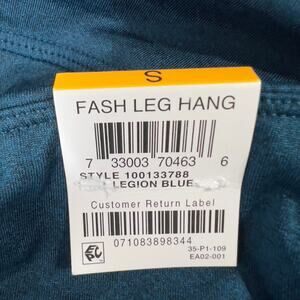 S
FASH LEG HANG
7 33003 70463 6
STYLE 100133788
LEGION BLUE
Customer Return Label
071083898344
35-P1-109
EA02-001